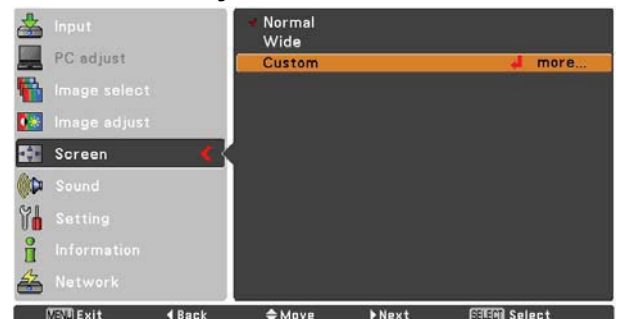 Input
PC adjust
Image select
Image adjust
Screen
Sound
Setting
Information
Network
Normal
Wide
Custom more...
MENU Exit Back Move Next SELECT Select